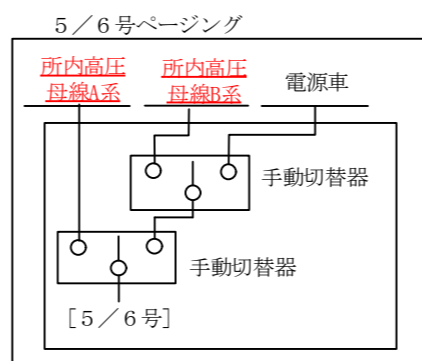 5/6号ページング
所内高圧
母線A系
所内高圧
母線B系
電源車
手動切替器
手動切替器
[5/6号]